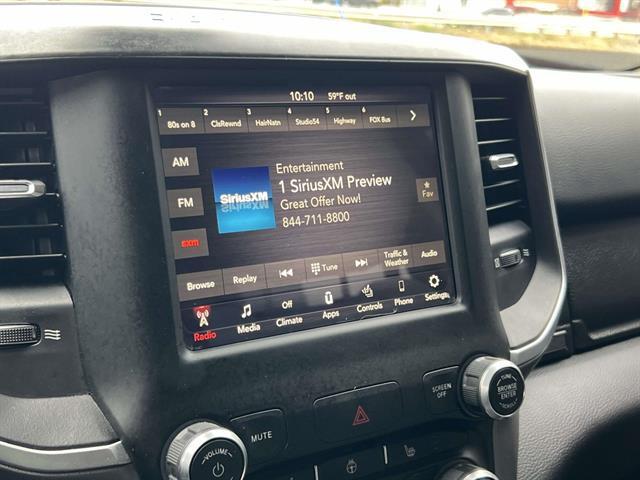 10:10 59°F out
1 80s on 8 2 ClsRewnd 3 HairNatn 4 Studio54 5 Highway 6 FOX Bus
AM
FM
sxm
SiriusXM
Entertainment
1 SiriusXM Preview
Great Offer Now!
844-711-8800
Fav
Browse Replay Tune Traffic & Weather Audio
Radio Media Off Climate Apps Controls Phone Settings
SCREEN OFF
TUNE
BROWSE
ENTER
SCROLL
MUTE
VOLUME